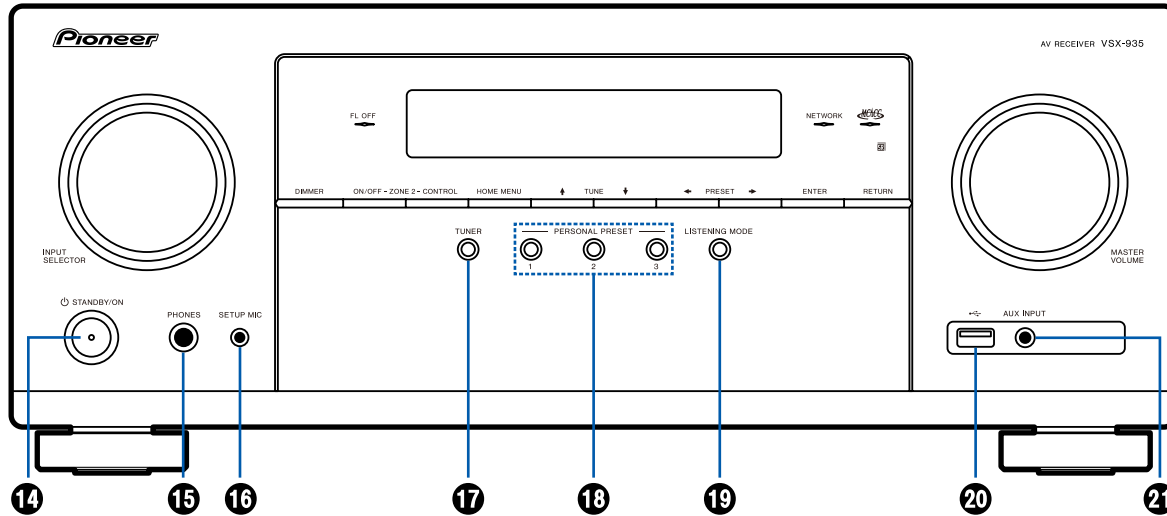 Pioneer
AV RECEIVER VSX-935
FL OFF
NETWORK
MCACC
DIMMER ON/OFF - ZONE 2 - CONTROL HOME MENU TUNE PRESET ENTER RETURN
TUNER
PERSONAL PRESET
LISTENING MODE
1 2 3
INPUT
SELECTOR
MASTER
VOLUME
STANDBY/ON
PHONES
SETUP MIC
AUX INPUT
14 15 16 17 18 19 20 21